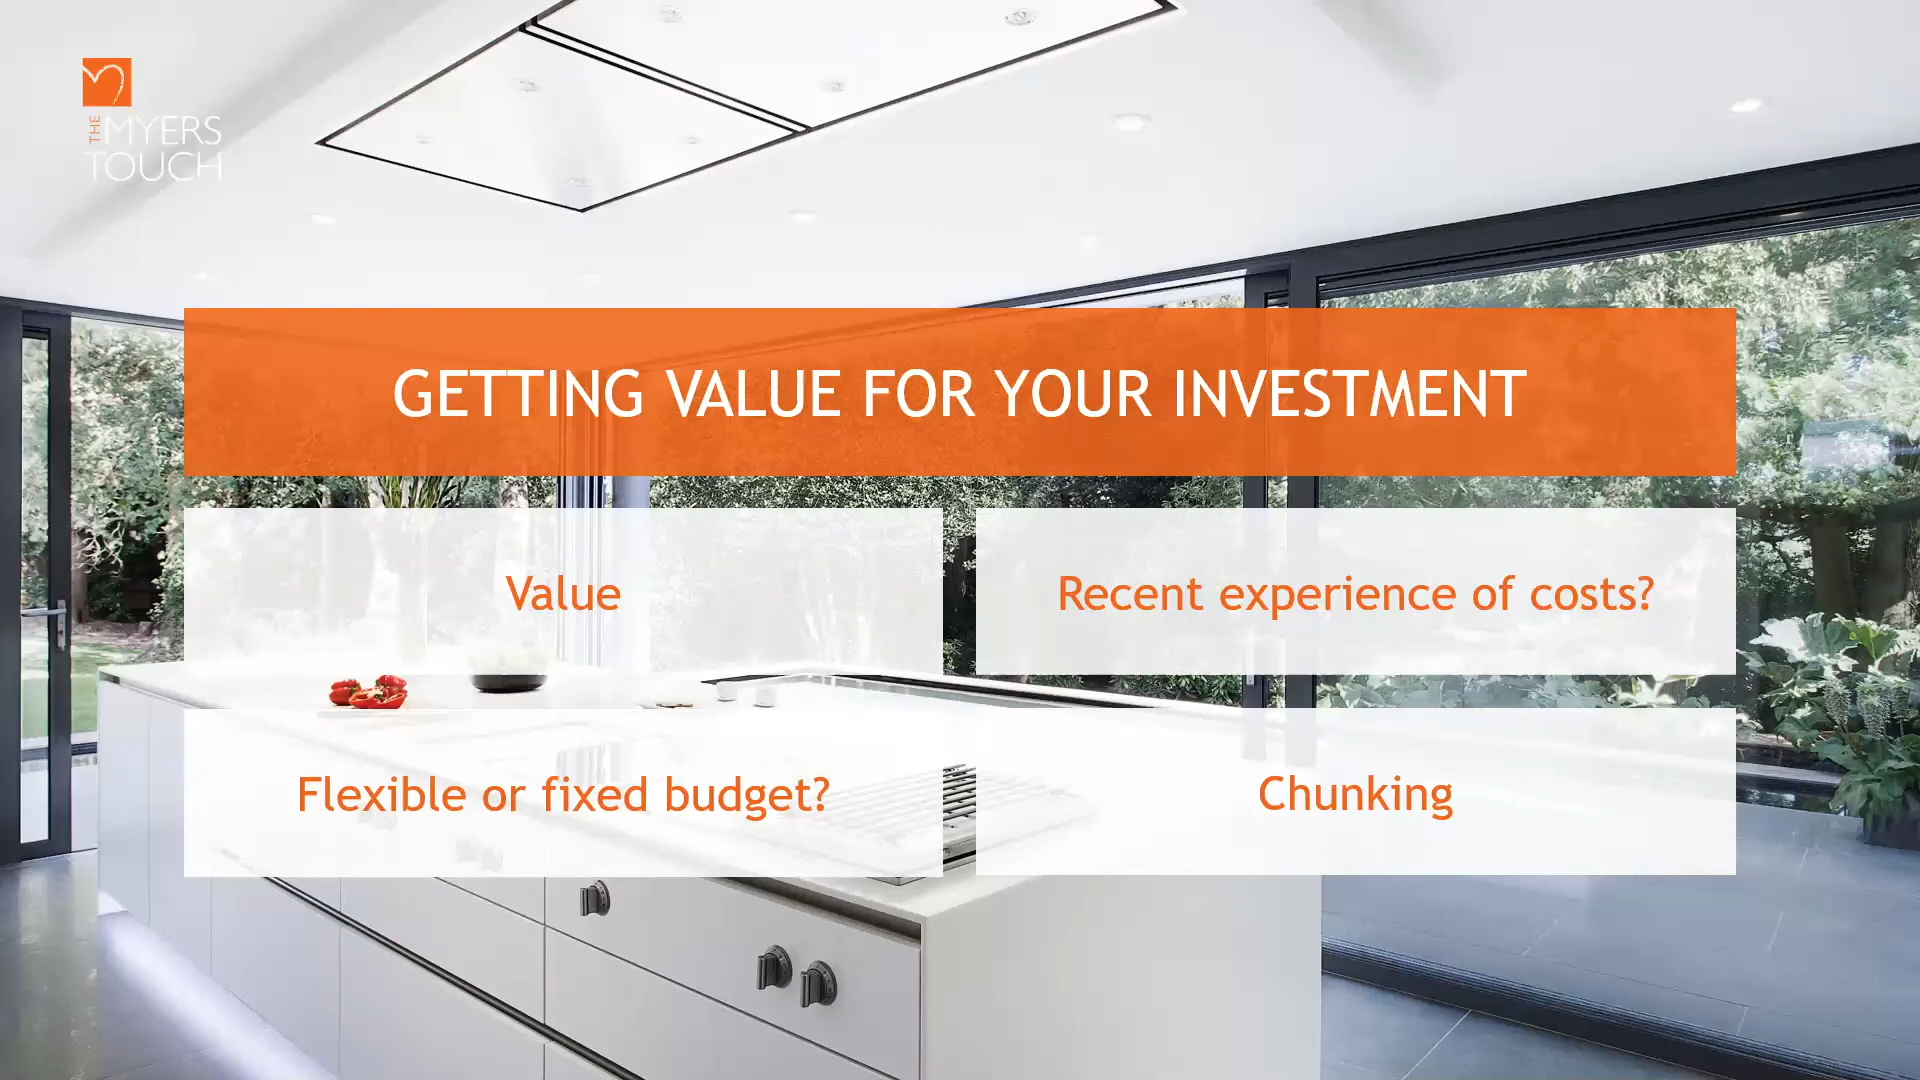 THE MYERS
TOUCH
GETTING VALUE FOR YOUR INVESTMENT
Value
Recent experience of costs?
Flexible or fixed budget?
Chunking